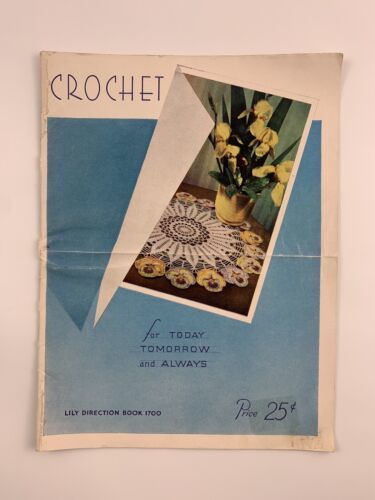 CROCHET
for TODAY
TOMORROW
and ALWAYS
LILY DIRECTION BOOK 1700
Price 25¢